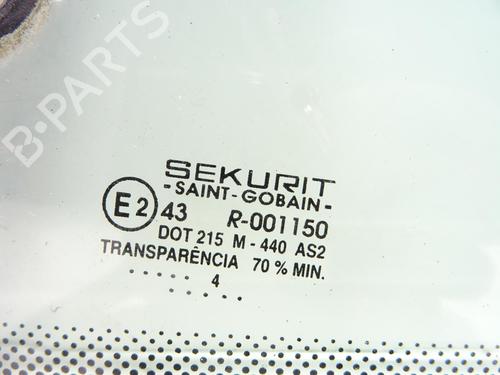 B-PARTS
SEKURIT
- SAINT-GOBAIN -
E2 43 R-001150
DOT 215 M-440 AS2
TRANSPARÊNCIA 70 % MIN.
4